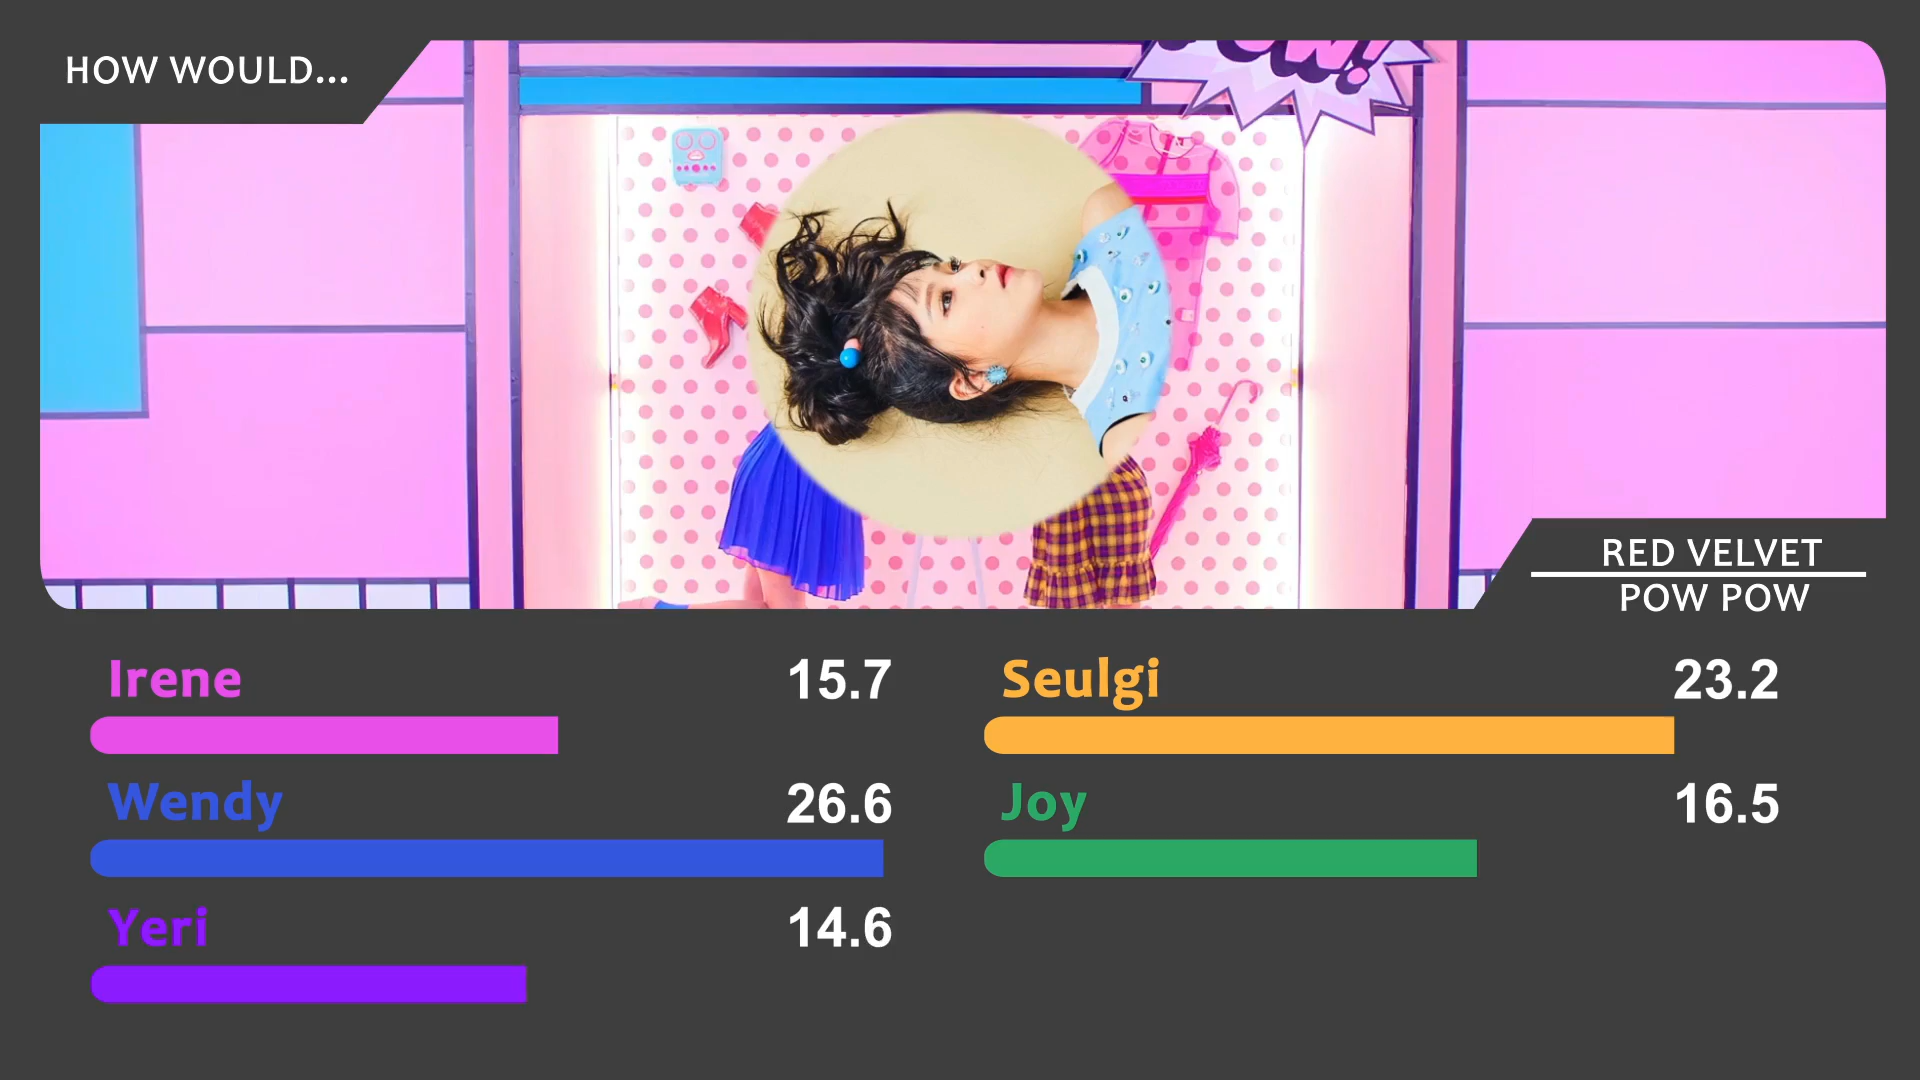 HOW WOULD...
OW!
RED VELVET
POW POW
Irene 15.7
Seulgi 23.2
Wendy 26.6
Joy 16.5
Yeri 14.6